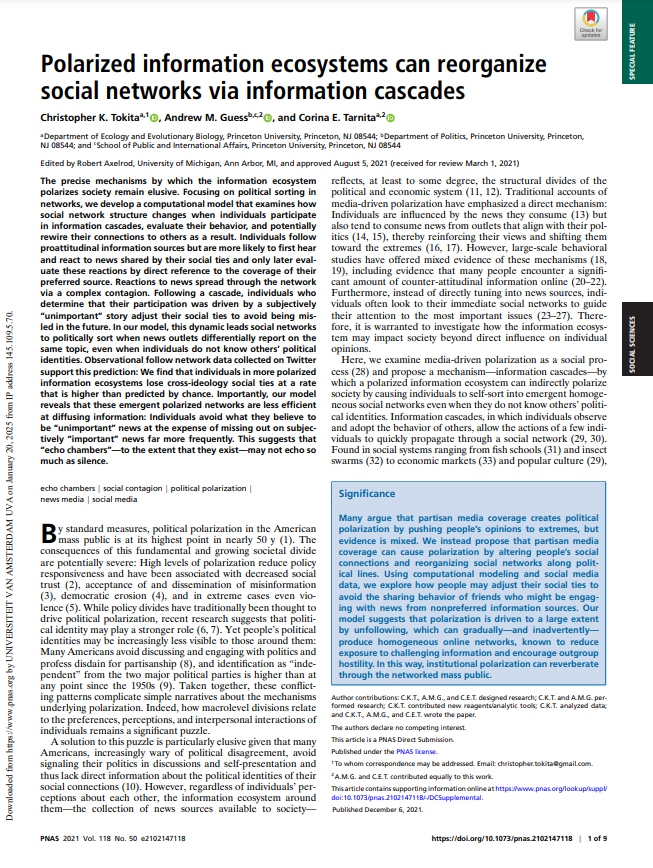 Check for
updates
SPECIAL FEATURE
Polarized information ecosystems can reorganize
social networks via information cascades
Christopher K. Tokitaa,1, Andrew M. Guessb,c,2, and Corina E. Tarnitaa,2
aDepartment of Ecology and Evolutionary Biology, Princeton University, Princeton, NJ 08544; bDepartment of Politics, Princeton University, Princeton,
NJ 08544; and cSchool of Public and International Affairs, Princeton University, Princeton, NJ 08544
Edited by Robert Axelrod, University of Michigan, Ann Arbor, MI, and approved August 5, 2021 (received for review March 1, 2021)
The precise mechanisms by which the information ecosystem
polarizes society remain elusive. Focusing on political sorting in
networks, we develop a computational model that examines how
social network structure changes when individuals participate
in information cascades, evaluate their behavior, and potentially
rewire their connections to others as a result. Individuals follow
proattitudinal information sources but are more likely to first hear
and react to news shared by their social ties and only later eval-
uate these reactions by direct reference to the coverage of their
preferred source. Reactions to news spread through the network
via a complex contagion. Following a cascade, individuals who
determine that their participation was driven by a subjectively
"unimportant" story adjust their social ties to avoid being mis-
led in the future. In our model, this dynamic leads social networks
to politically sort when news outlets differentially report on the
same topic, even when individuals do not know others' political
identities. Observational follow network data collected on Twitter
support this prediction: We find that individuals in more polarized
information ecosystems lose cross-ideology social ties at a rate
that is higher than predicted by chance. Importantly, our model
reveals that these emergent polarized networks are less efficient
at diffusing information: Individuals avoid what they believe to
be "unimportant" news at the expense of missing out on subjec-
tively "important" news far more frequently. This suggests that
"echo chambers"—to the extent that they exist—may not echo so
much as silence.
echo chambers | social contagion | political polarization |
news media | social media
By standard measures, political polarization in the American
mass public is at its highest point in nearly 50 y (1). The
consequences of this fundamental and growing societal divide
are potentially severe: High levels of polarization reduce policy
responsiveness and have been associated with decreased social
trust (2), acceptance of and dissemination of misinformation
(3), democratic erosion (4), and in extreme cases even vio-
lence (5). While policy divides have traditionally been thought to
drive political polarization, recent research suggests that politi-
cal identity may play a stronger role (6, 7). Yet people's political
identities may be increasingly less visible to those around them:
Many Americans avoid discussing and engaging with politics and
profess disdain for partisanship (8), and identification as "inde-
pendent" from the two major political parties is higher than at
any point since the 1950s (9). Taken together, these conflict-
ing patterns complicate simple narratives about the mechanisms
underlying polarization. Indeed, how macrolevel divisions relate
to the preferences, perceptions, and interpersonal interactions of
individuals remains a significant puzzle.
A solution to this puzzle is particularly elusive given that many
Americans, increasingly wary of political disagreement, avoid
signaling their politics in discussions and self-presentation and
thus lack direct information about the political identities of their
social connections (10). However, regardless of individuals' per-
ceptions about each other, the information ecosystem around
them—the collection of news sources available to society—
reflects, at least to some degree, the structural divides of the
political and economic system (11, 12). Traditional accounts of
media-driven polarization have emphasized a direct mechanism:
Individuals are influenced by the news they consume (13) but
also tend to consume news from outlets that align with their pol-
itics (14, 15), thereby reinforcing their views and shifting them
toward the extremes (16, 17). However, large-scale behavioral
studies have offered mixed evidence of these mechanisms (18,
19), including evidence that many people encounter a signifi-
cant amount of counter-attitudinal information online (20–22).
Furthermore, instead of directly tuning into news sources, indi-
viduals often look to their immediate social networks to guide
their attention to the most important issues (23–27). There-
fore, it is warranted to investigate how the information ecosys-
tem may impact society beyond direct influence on individual
opinions.
Here, we examine media-driven polarization as a social pro-
cess (28) and propose a mechanism—information cascades—by
which a polarized information ecosystem can indirectly polarize
society by causing individuals to self-sort into emergent homoge-
neous social networks even when they do not know others' polit-
ical identities. Information cascades, in which individuals observe
and adopt the behavior of others, allow the actions of a few indi-
viduals to quickly propagate through a social network (29, 30).
Found in social systems ranging from fish schools (31) and insect
swarms (32) to economic markets (33) and popular culture (29),
Significance
Many argue that partisan media coverage creates political
polarization by pushing people's opinions to extremes, but
evidence is mixed. We instead propose that partisan media
coverage can cause polarization by altering people's social
connections and reorganizing social networks along polit-
ical lines. Using computational modeling and social media
data, we explore how people may adjust their social ties to
avoid the sharing behavior of friends who might be engag-
ing with news from nonpreferred information sources. Our
model suggests that polarization is driven to a large extent
by unfollowing, which can gradually—and inadvertently—
produce homogeneous online networks, known to reduce
exposure to challenging information and encourage outgroup
hostility. In this way, institutional polarization can reverberate
through the networked mass public.
Author contributions: C.K.T., A.M.G., and C.E.T. designed research; C.K.T. and A.M.G. per-
formed research; C.K.T. contributed new reagents/analytic tools; C.K.T. analyzed data;
and C.K.T., A.M.G., and C.E.T. wrote the paper.
The authors declare no competing interest.
This article is a PNAS Direct Submission.
Published under the PNAS license.
1To whom correspondence may be addressed. Email: christopher.tokita@gmail.com.
2A.M.G. and C.E.T. contributed equally to this work.
This article contains supporting information online at https://www.pnas.org/lookup/suppl/
doi:10.1073/pnas.2102147118/-/DCSupplemental.
Published December 6, 2021.
SOCIAL SCIENCES
Downloaded from https://www.pnas.org by UNIVERSITEIT VAN AMSTERDAM UVA on January 20, 2025 from IP address 145.109.5.70.
PNAS 2021 Vol. 118 No. 50 e2102147118
https://doi.org/10.1073/pnas.2102147118 | 1 of 9